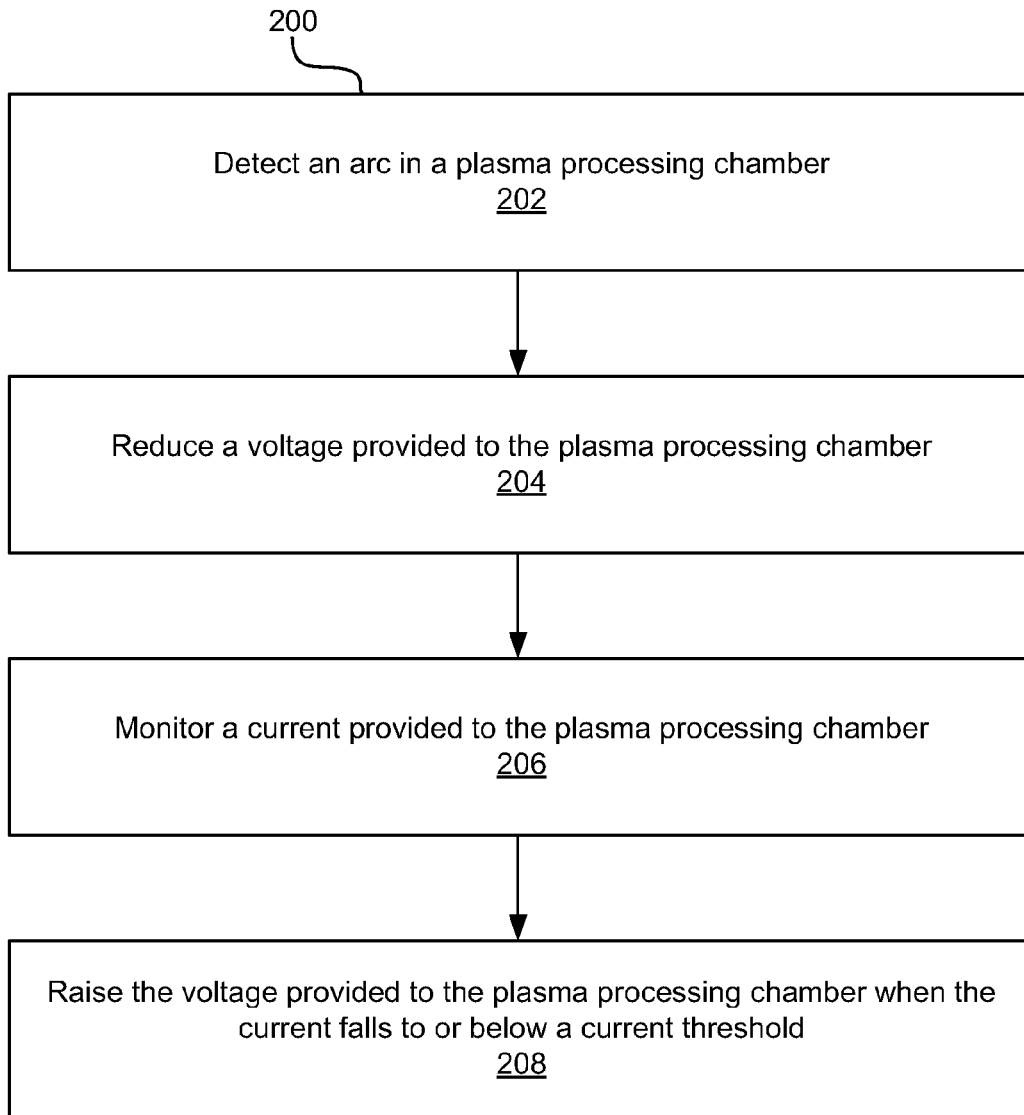 200
Detect an arc in a plasma processing chamber
202
Reduce a voltage provided to the plasma processing chamber
204
Monitor a current provided to the plasma processing chamber
206
Raise the voltage provided to the plasma processing chamber when the
current falls to or below a current threshold
208